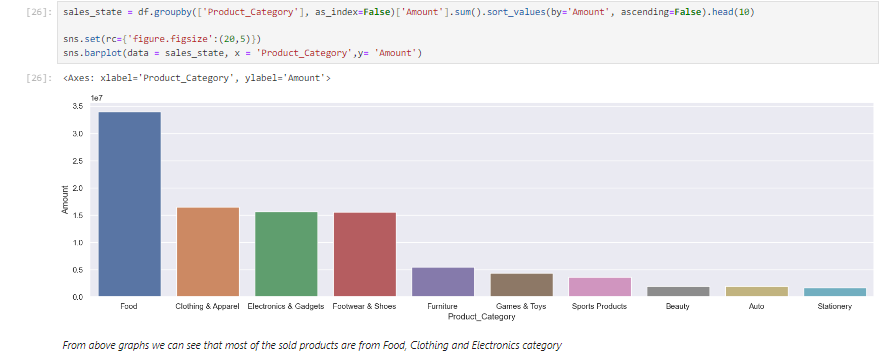 [26]: sales_state = df.groupby(['Product_Category'], as_index=False)['Amount'].sum().sort_values(by='Amount', ascending=False).head(10)
sns.set(rc={'figure.figsize':(20,5)})
sns.barplot(data = sales_state, x = 'Product_Category',y= 'Amount')
[26]: <Axes: xlabel='Product_Category', ylabel='Amount'>
1e7
3.5
3.0
2.5
2.0
1.5
1.0
0.5
0.0
Amount
Food Clothing & Apparel Electronics & Gadgets Footwear & Shoes Furniture Games & Toys Sports Products Beauty Auto Stationery
Product_Category
From above graphs we can see that most of the sold products are from Food, Clothing and Electronics category